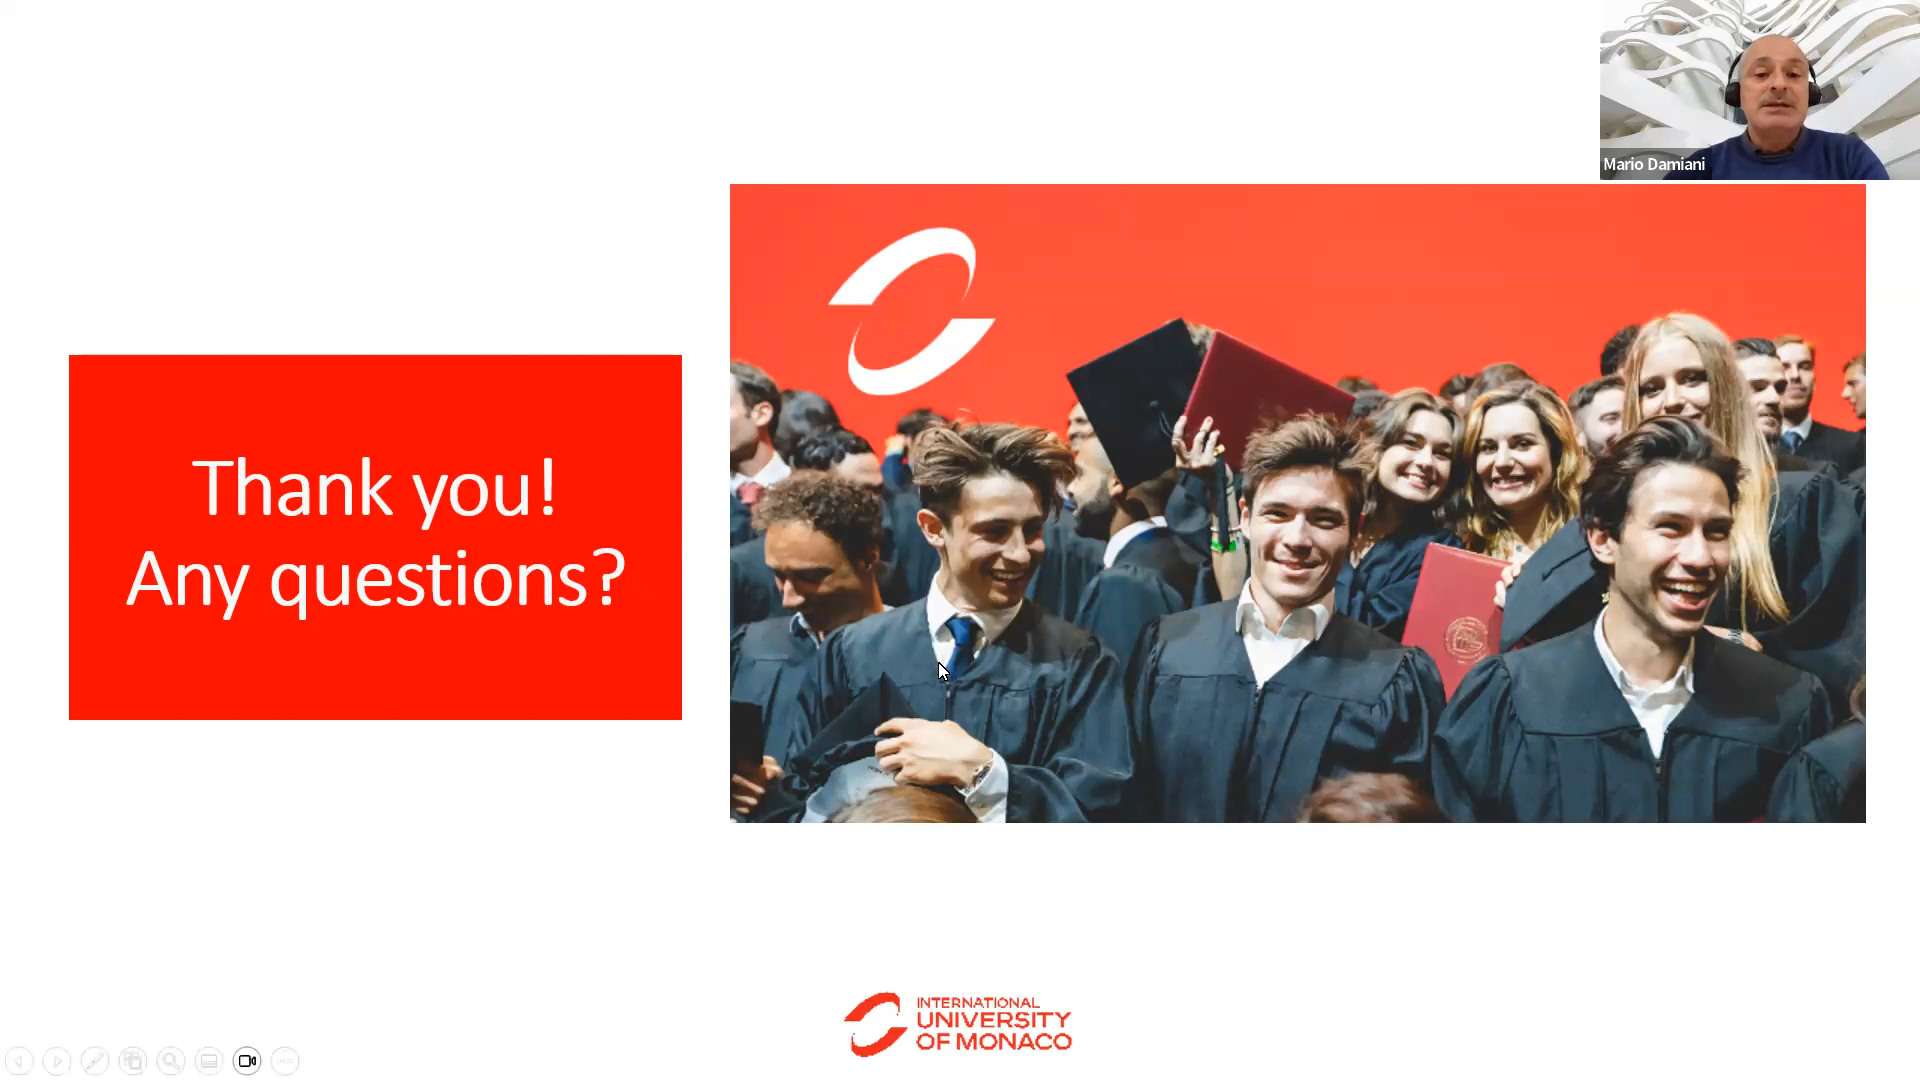 Mario Damiani
Thank you!
Any questions?
INTERNATIONAL
UNIVERSITY
OF MONACO